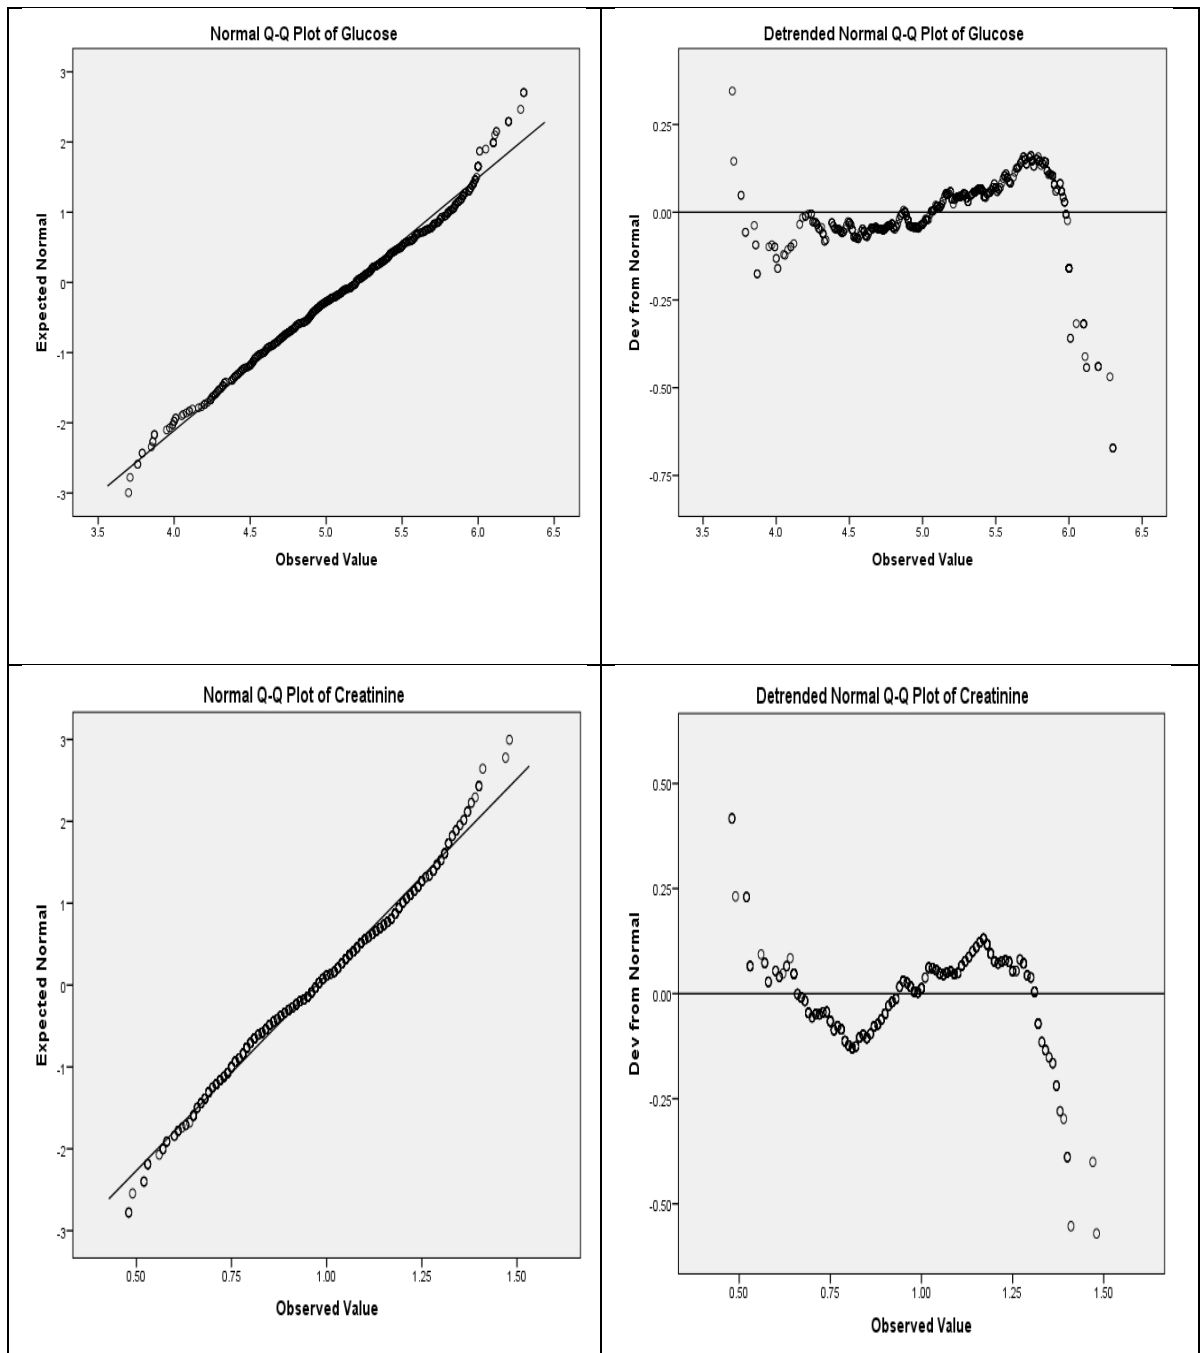 Normal Q-Q Plot of Glucose
3
2
1
0
-1
-2
-3
Expected Normal
3.5 4.0 4.5 5.0 5.5 6.0 6.5
Observed Value
Detrended Normal Q-Q Plot of Glucose
0.25
0.00
-0.25
-0.50
-0.75
Dev from Normal
3.5 4.0 4.5 5.0 5.5 6.0 6.5
Observed Value
Normal Q-Q Plot of Creatinine
3
2
1
0
-1
-2
-3
Expected Normal
0.50 0.75 1.00 1.25 1.50
Observed Value
Detrended Normal Q-Q Plot of Creatinine
0.50
0.25
0.00
-0.25
-0.50
Dev from Normal
0.50 0.75 1.00 1.25 1.50
Observed Value